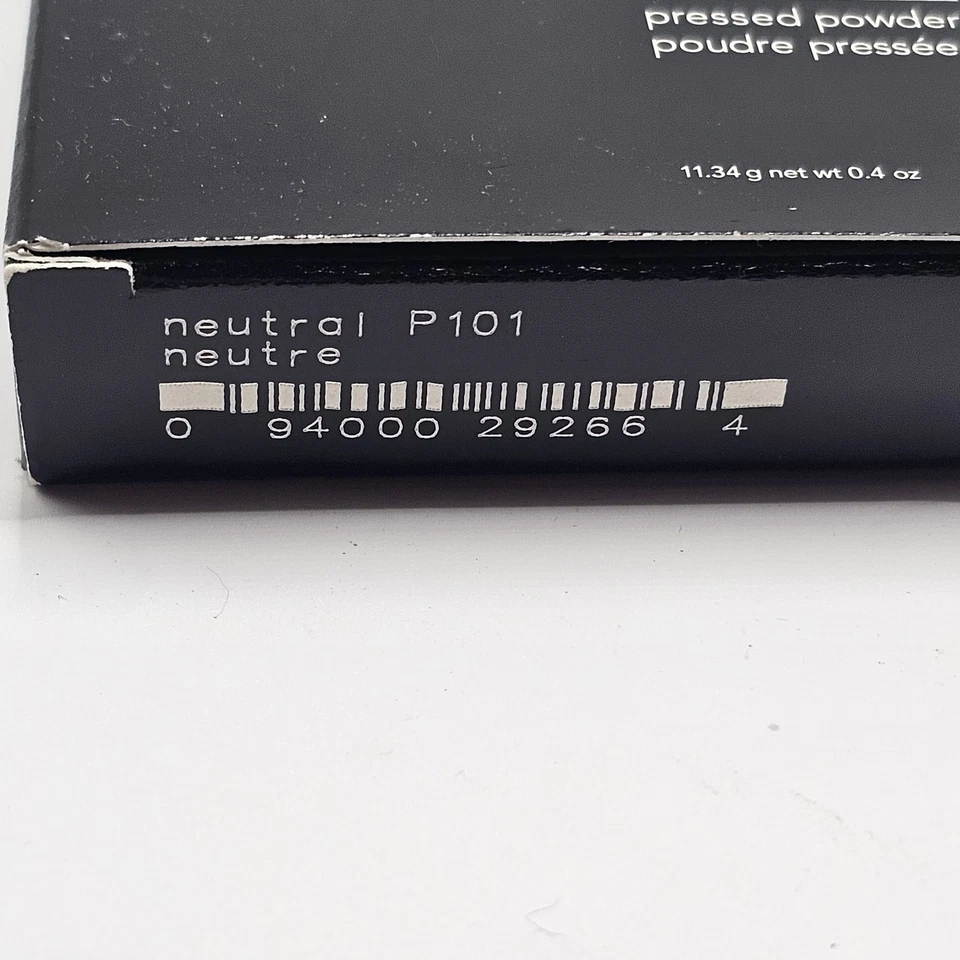 pressed powder
poudre pressée
11.34 g net wt 0.4 oz
neutral P101
neutre
0 94000 29266 4